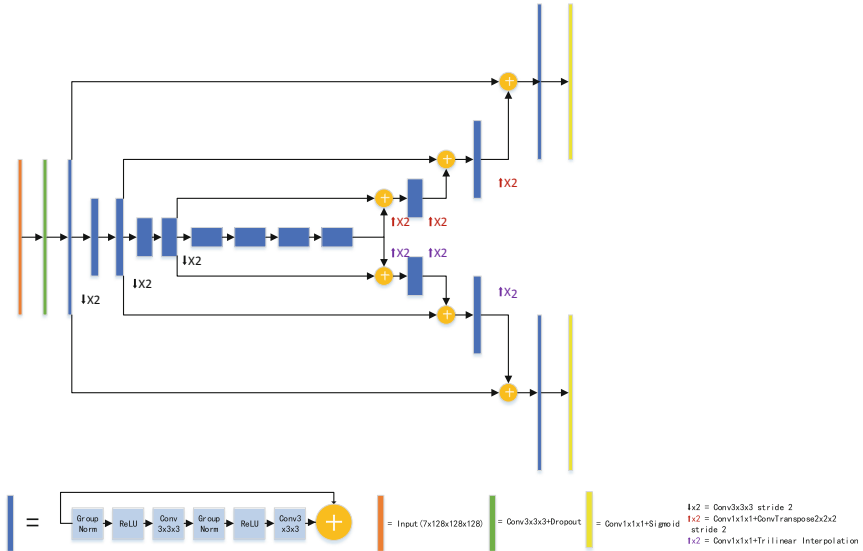 ↑X2
↑X2 ↑X2
↑X2 ↑X2
↓X2
↓X2
↑X2
↓X2
=
Group Norm
ReLU
Conv 3x3x3
Group Norm
ReLU
Conv3 x3x3
= Input(7x128x128x128)
= Conv3x3x3+Dropout
= Conv1x1x1+Sigmoid
↓x2 = Conv3x3x3 stride 2
↑x2 = Conv1x1x1+ConvTranspose2x2x2
stride 2
↑x2 = Conv1x1x1+Trilinear Interpolation